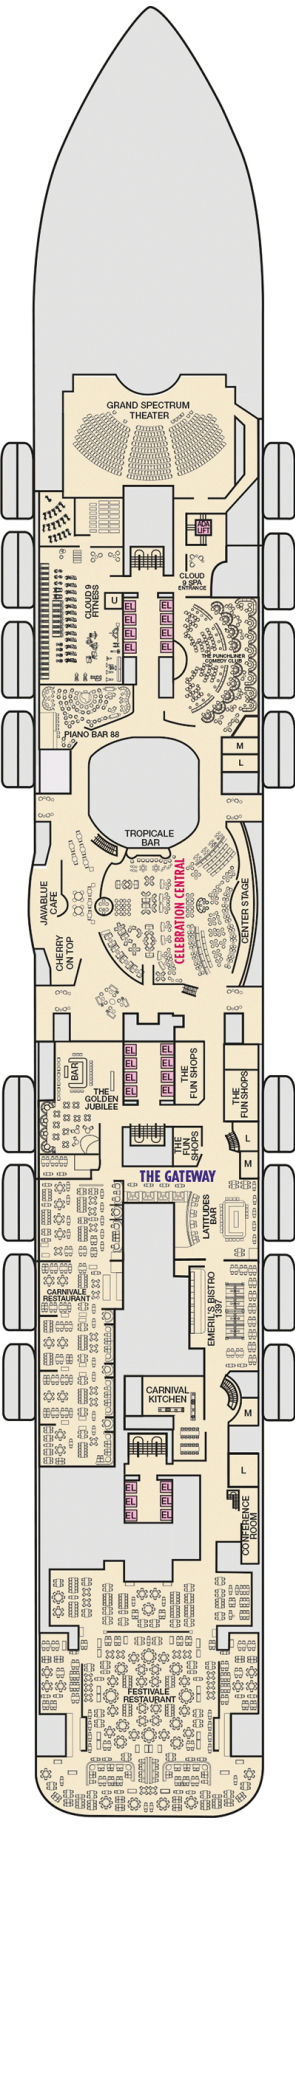 GRAND SPECTRUM
THEATER
ADA
LIFT
CLOUD
9 SPA
ENTRANCE
CLOUD 9
FITNESS
U
EL
EL
EL
EL
EL
EL
EL
EL
THE PUNCHLINER
COMEDY CLUB
PIANO BAR 88
M
L
TROPICALE
BAR
CELEBRATION CENTRAL
CENTER STAGE
JAVABLUE
CAFE
CHERRY
ON TOP
EL
EL
EL
EL
EL
EL
EL
EL
THE
FUN SHOPS
THE
FUN SHOPS
BAR
THE
GOLDEN
JUBILEE
THE
FUN
SHOPS
L
M
THE GATEWAY
LATITUDES
BAR
CARNIVALE
RESTAURANT
EMERIL'S BISTRO
1397
CARNIVAL
KITCHEN
M
L
EL
EL
EL
EL
EL
EL
CONFERENCE
ROOM
FESTIVALE
RESTAURANT